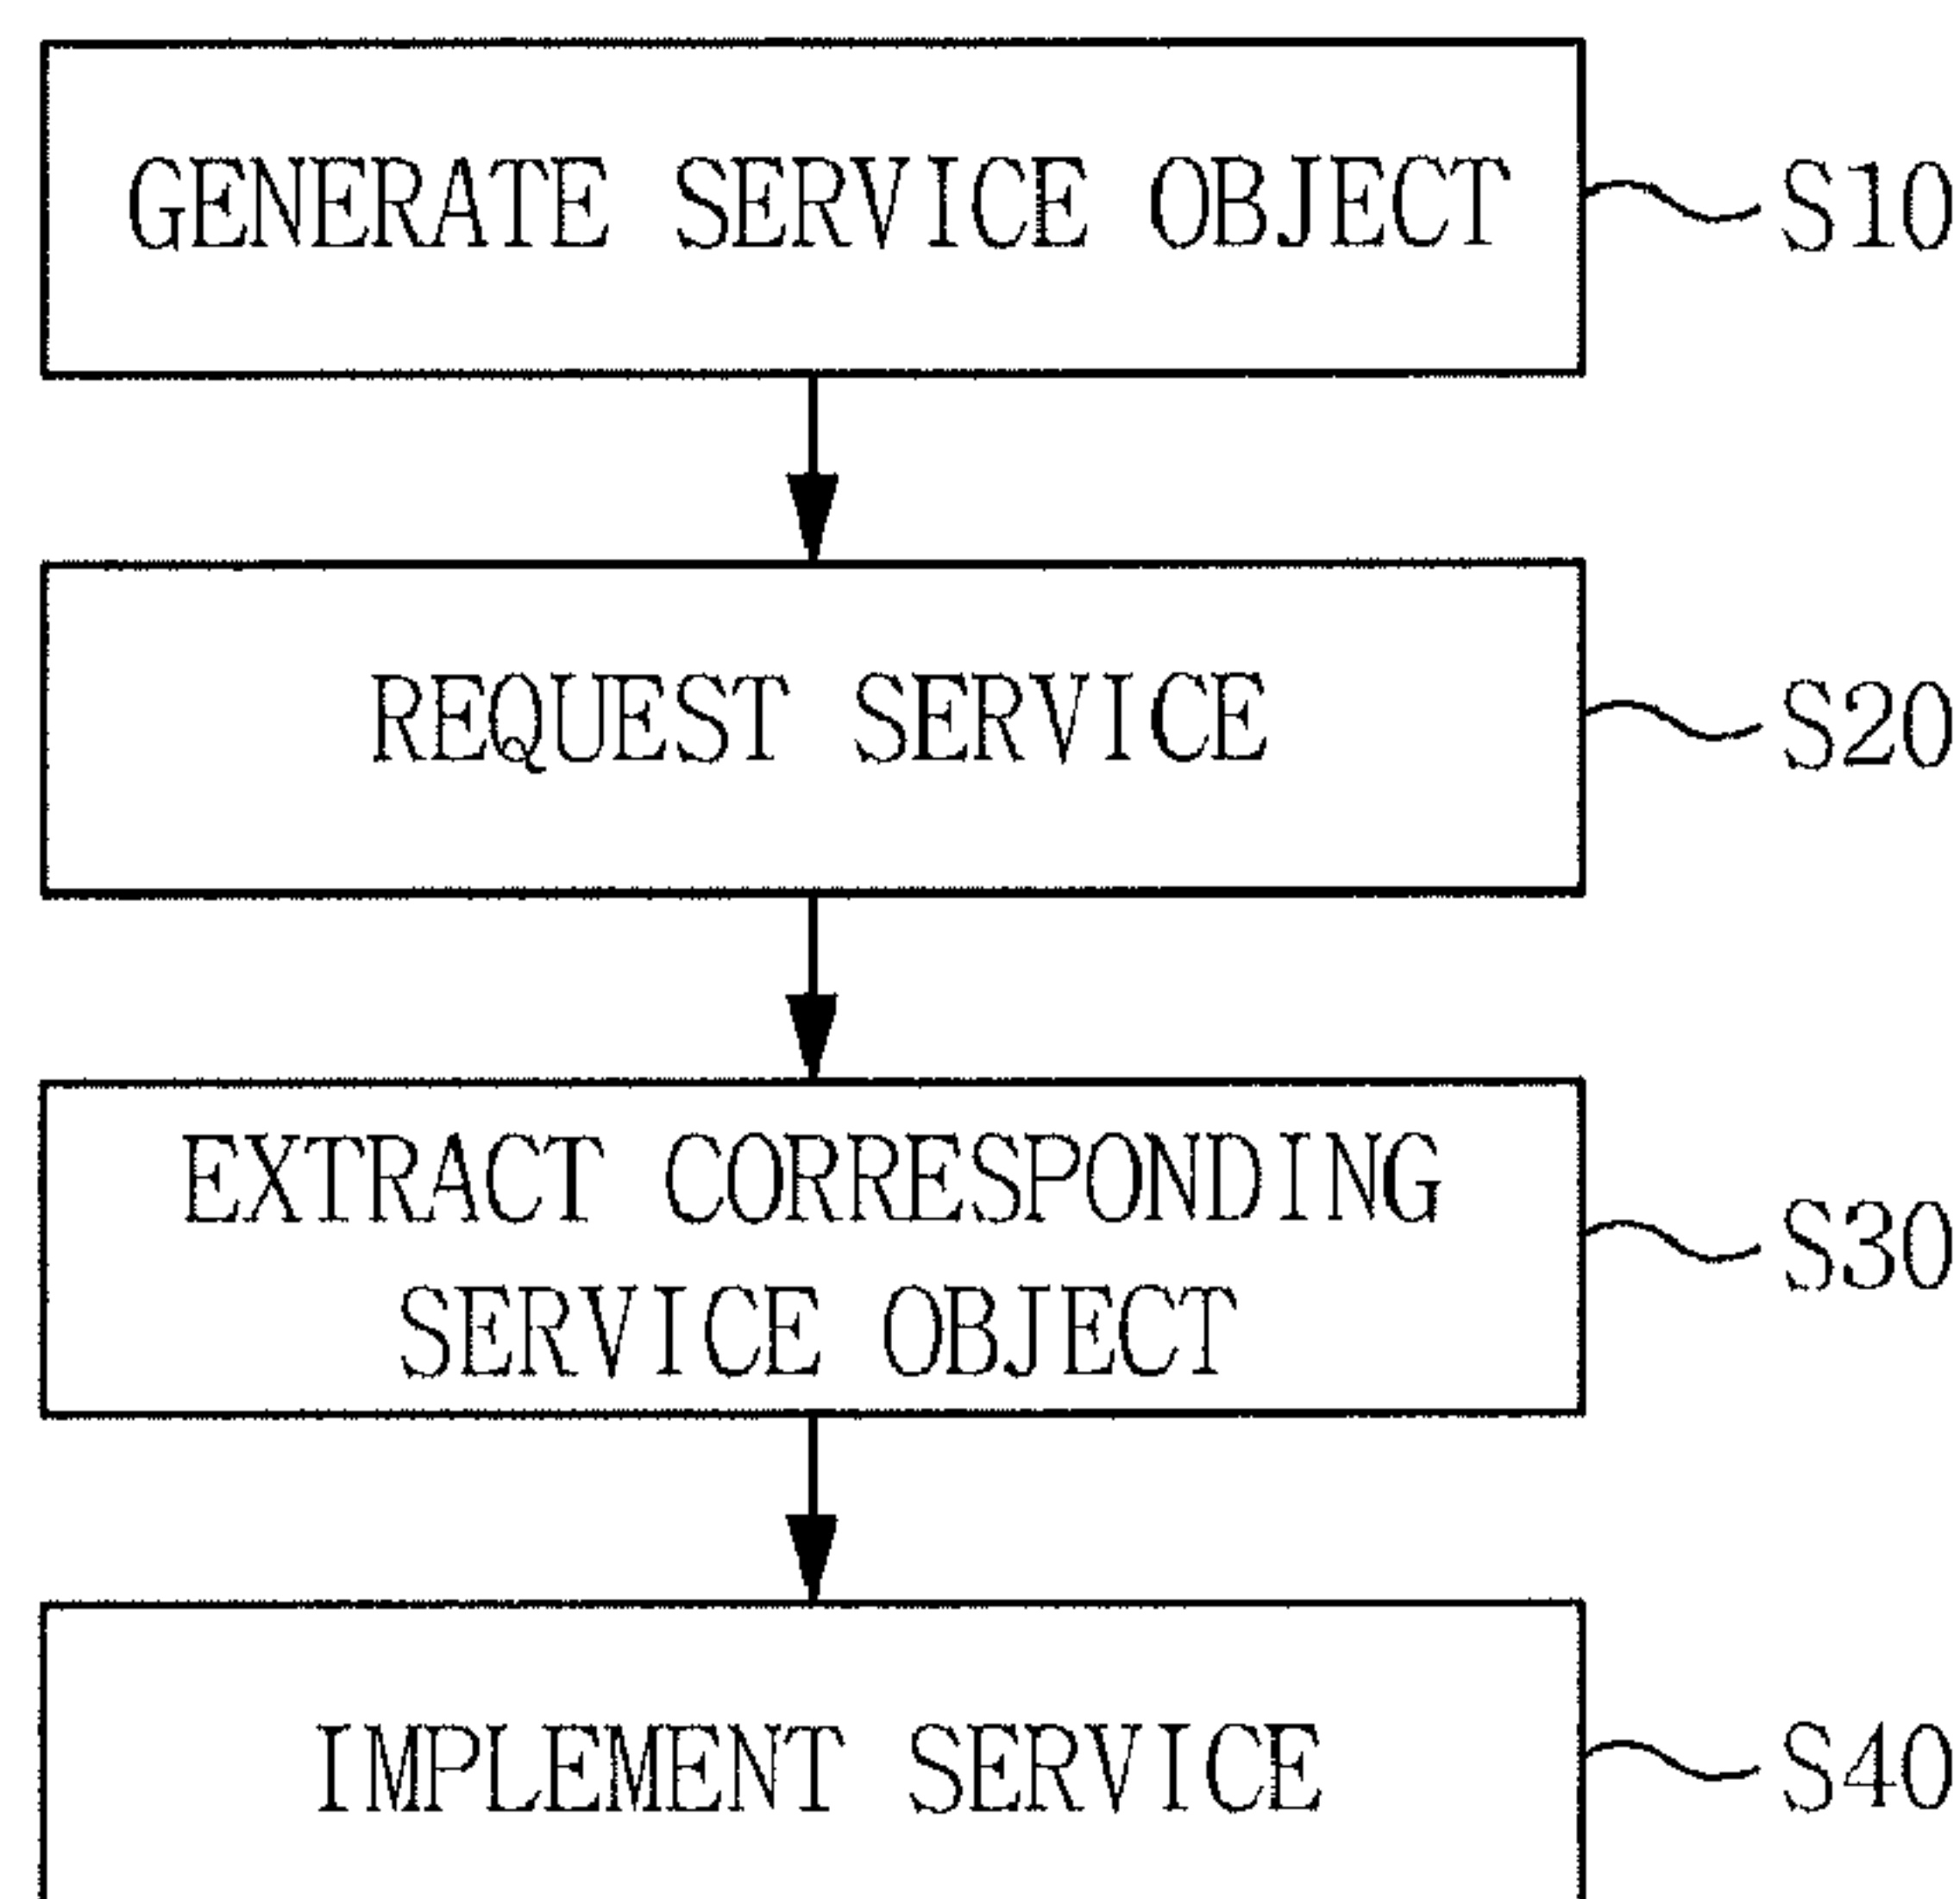 GENERATE SERVICE OBJECT
S10
REQUEST SERVICE
S20
EXTRACT CORRESPONDING
SERVICE OBJECT
S30
IMPLEMENT SERVICE
S40